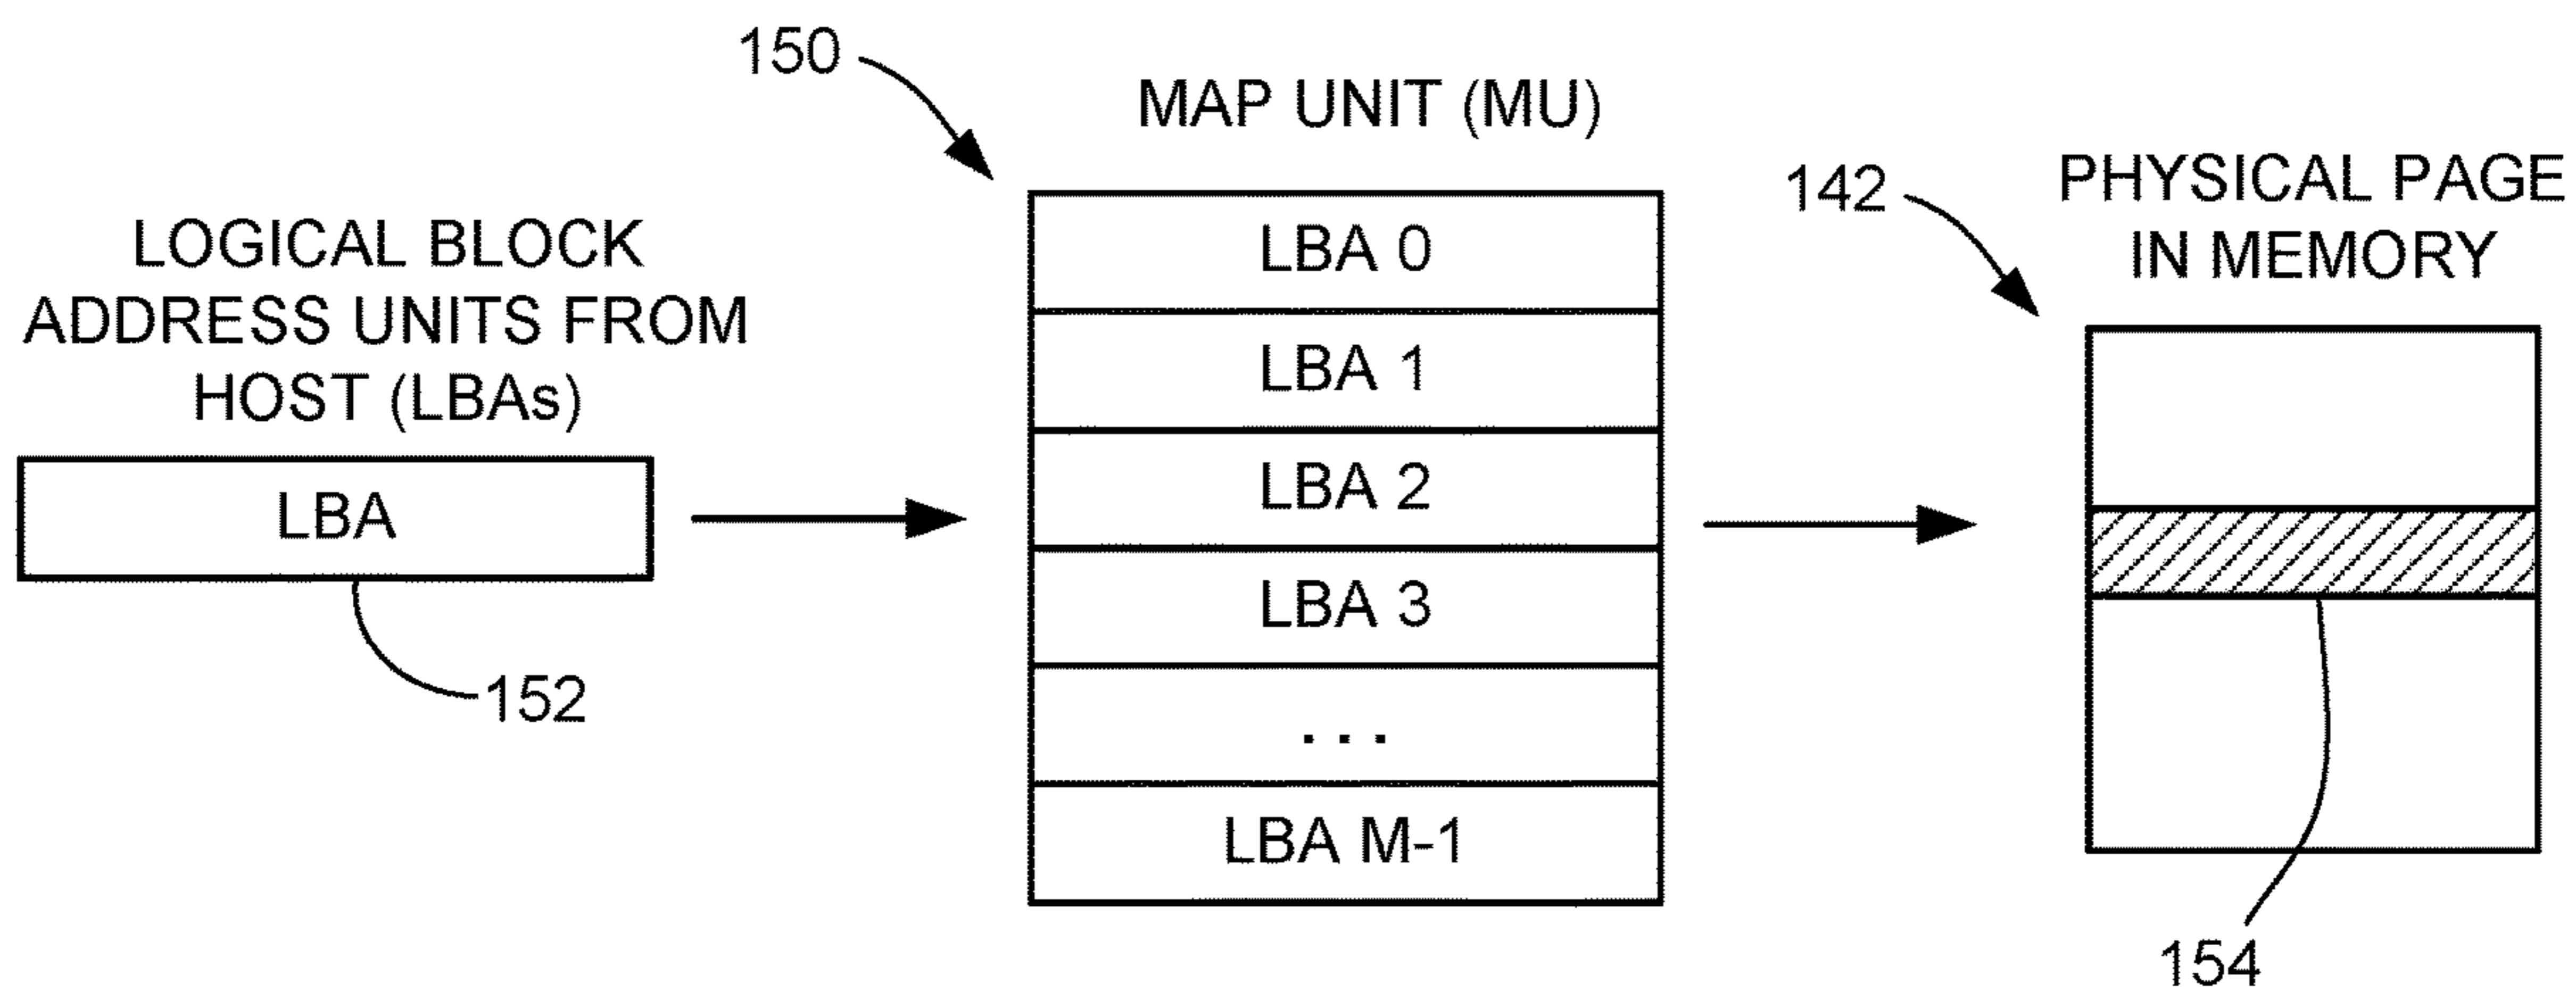 150
MAP UNIT (MU)
142
PHYSICAL PAGE
IN MEMORY
LOGICAL BLOCK
ADDRESS UNITS FROM
HOST (LBAs)
LBA
152
LBA 0
LBA 1
LBA 2
LBA 3
...
LBA M-1
154